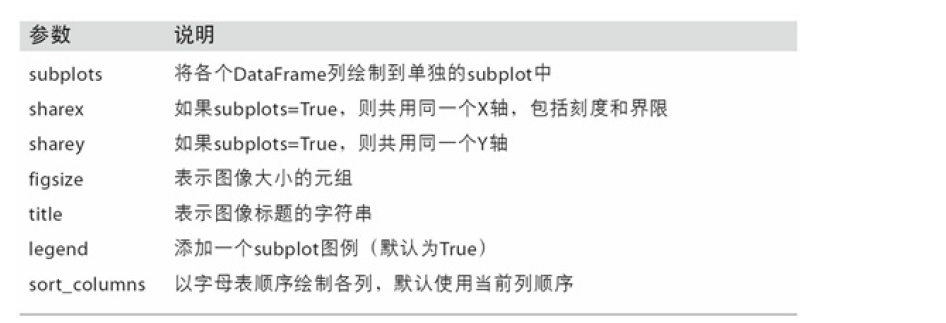 参数 说明
subplots 将各个DataFrame列绘制到单独的subplot中
sharex 如果subplots=True，则共用同一个X轴，包括刻度和界限
sharey 如果subplots=True，则共用同一个Y轴
figsize 表示图像大小的元组
title 表示图像标题的字符串
legend 添加一个subplot图例（默认为True）
sort_columns 以字母表顺序绘制各列，默认使用当前列顺序